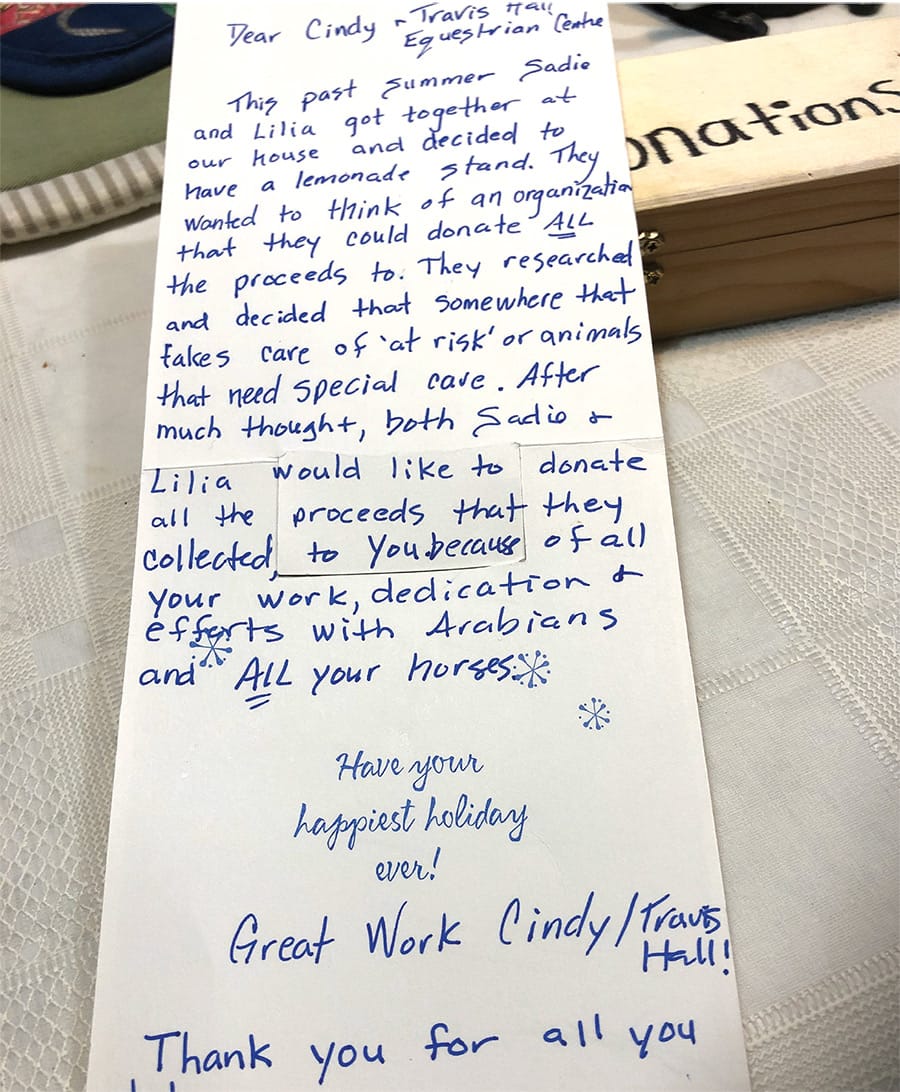 Dear Cindy & Travis Hall
Equestrian Centre
This past summer Sadie
and Lilia got together at
our house and decided to
have a lemonade stand. They
wanted to think of an organization
that they could donate ALL
the proceeds to. They researched
and decided that somewhere that
takes care of 'at risk' or animals
that need special care. After
much thought, both Sadie &
Lilia would like to donate
all the proceeds that they
collected, to You because of all
your work, dedication &
efforts with Arabians
and ALL your horses.
Have your
happiest holiday
ever!
Great Work Cindy/Travis
Hall!
Thank you for all you
onations